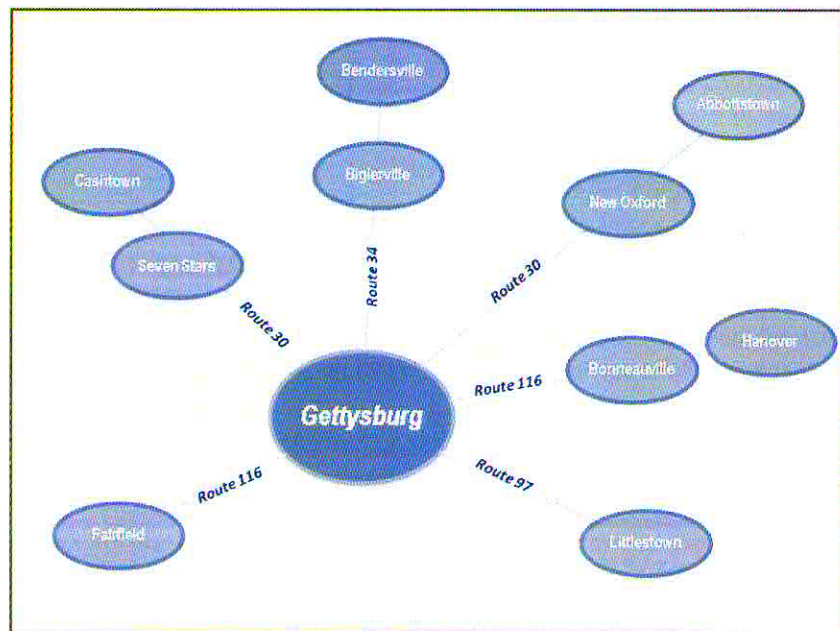 Bendersville
Abbottstown
Biglerville
Cashtown
New Oxford
Seven Stars
Route 34
Route 30
Route 30
Hanover
Bonneauville
Route 116
Gettysburg
Route 97
Route 116
Fairfield
Littlestown